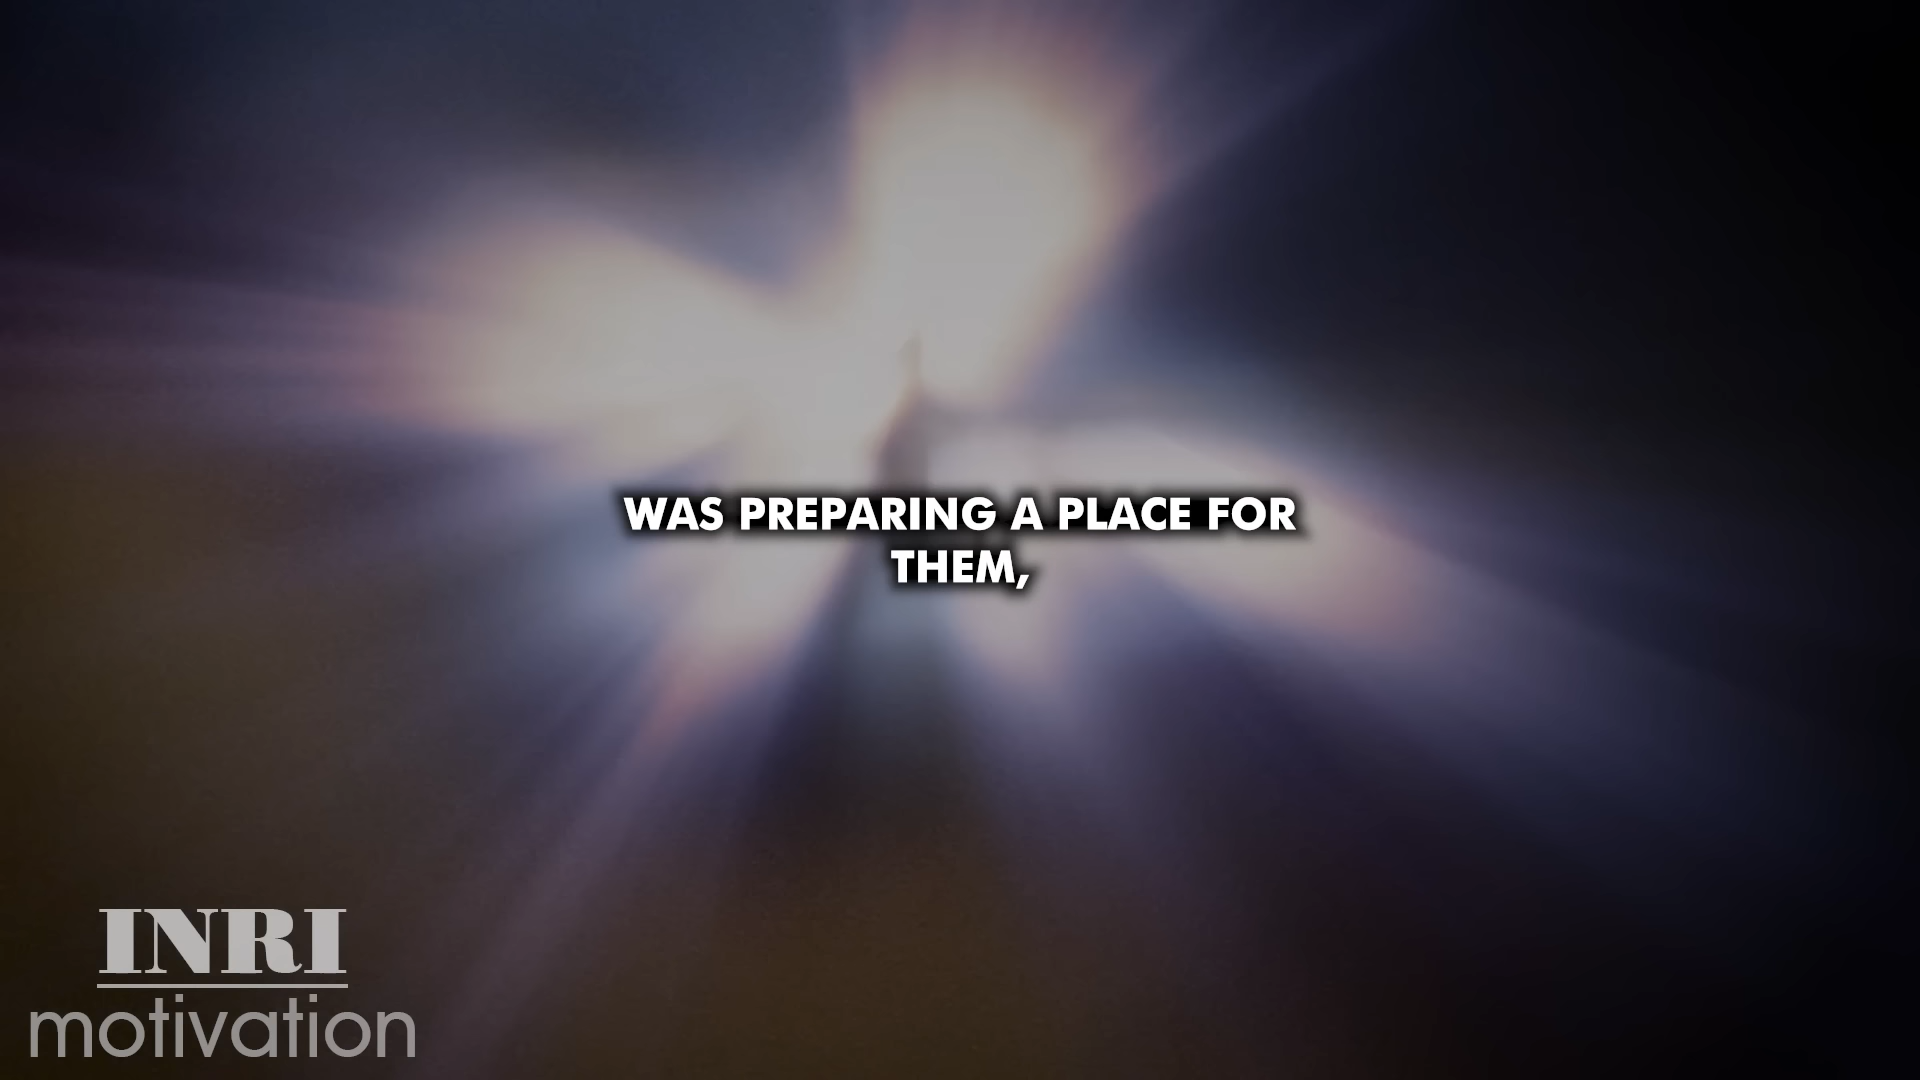 WAS PREPARING A PLACE FOR
THEM,
INRI
motivation